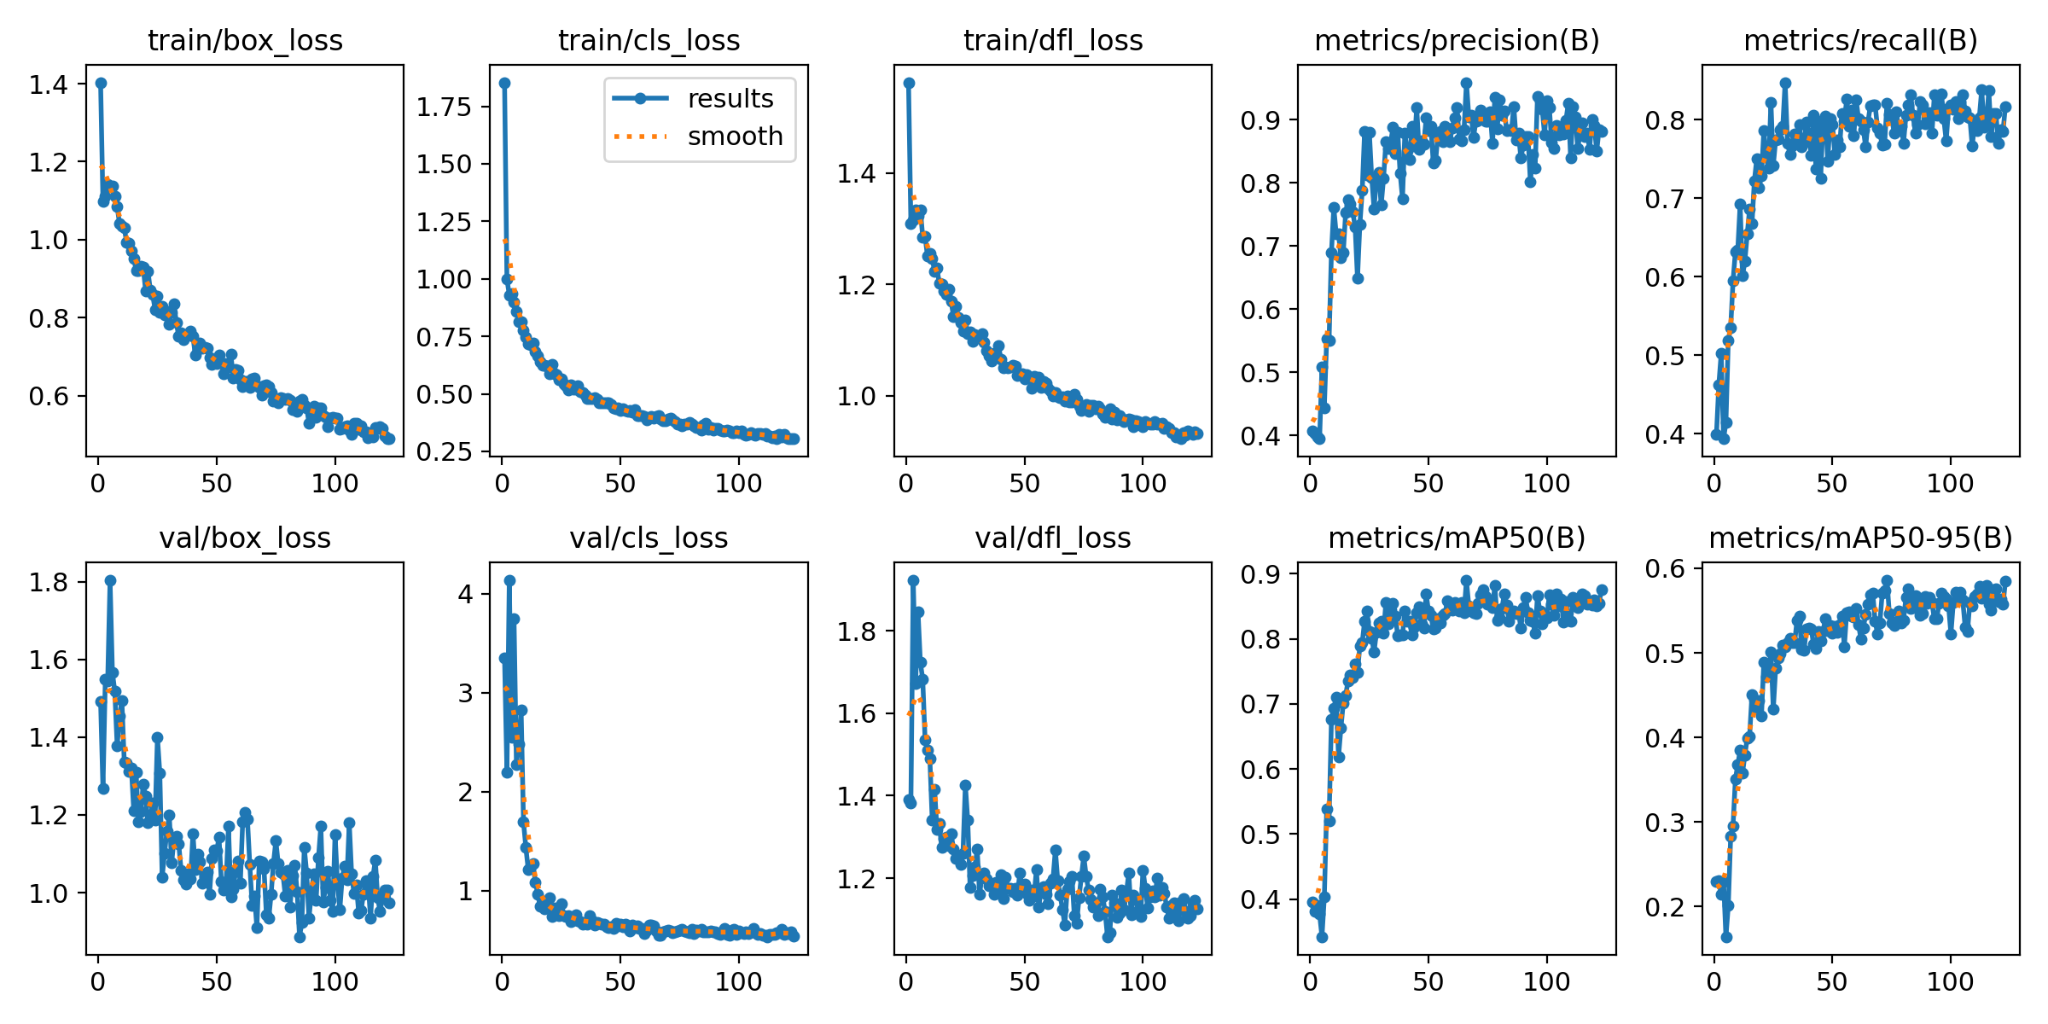 train/box_loss
train/cls_loss
train/dfl_loss
metrics/precision(B)
metrics/recall(B)
results
smooth
1.4
1.2
1.0
0.8
0.6
0 50 100
1.75
1.50
1.25
1.00
0.75
0.50
0.25
0 50 100
1.4
1.2
1.0
0 50 100
0.9
0.8
0.7
0.6
0.5
0.4
0 50 100
0.8
0.7
0.6
0.5
0.4
0 50 100
val/box_loss
val/cls_loss
val/dfl_loss
metrics/mAP50(B)
metrics/mAP50-95(B)
1.8
1.6
1.4
1.2
1.0
0 50 100
4
3
2
1
0 50 100
1.8
1.6
1.4
1.2
0 50 100
0.9
0.8
0.7
0.6
0.5
0.4
0 50 100
0.6
0.5
0.4
0.3
0.2
0 50 100